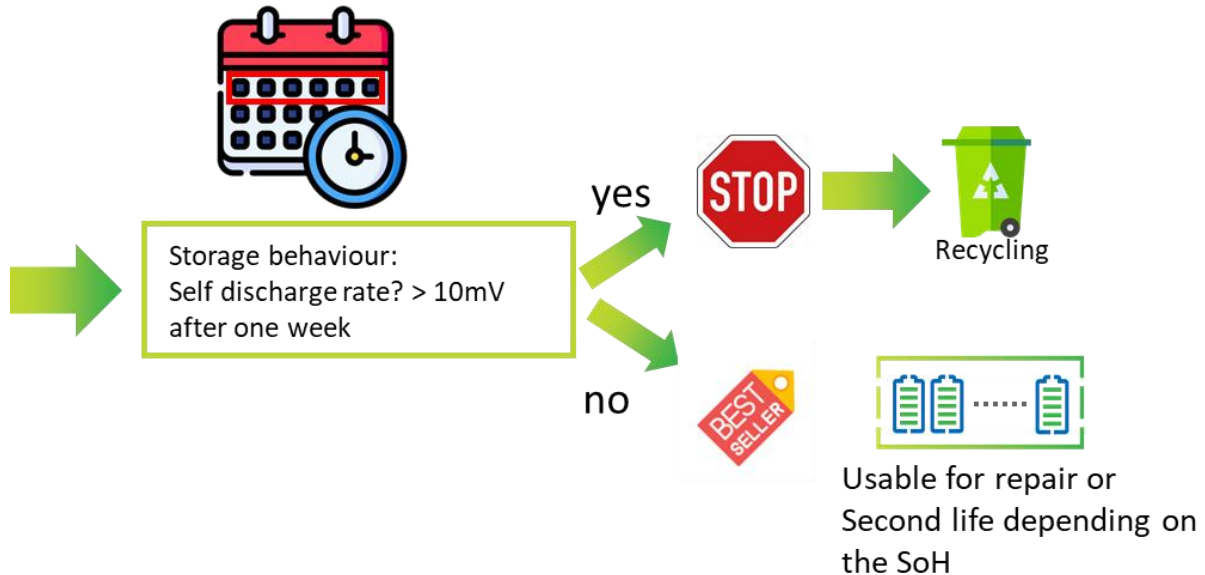 yes
STOP
Recycling
Storage behaviour:
Self discharge rate? > 10mV
after one week
no
BEST
SELLER
Usable for repair or
Second life depending on
the SoH